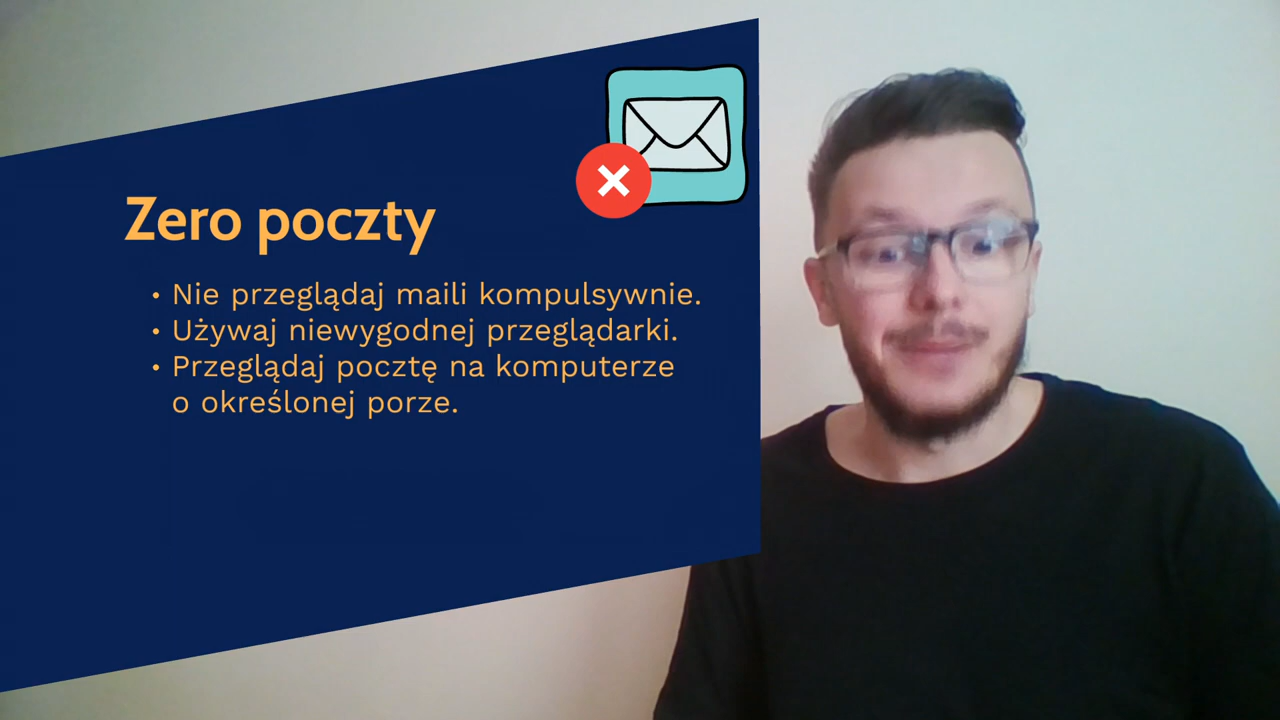 Zero poczty
• Nie przeglądaj maili kompulsywnie.
• Używaj niewygodnej przeglądarki.
• Przeglądaj pocztę na komputerze
o określonej porze.